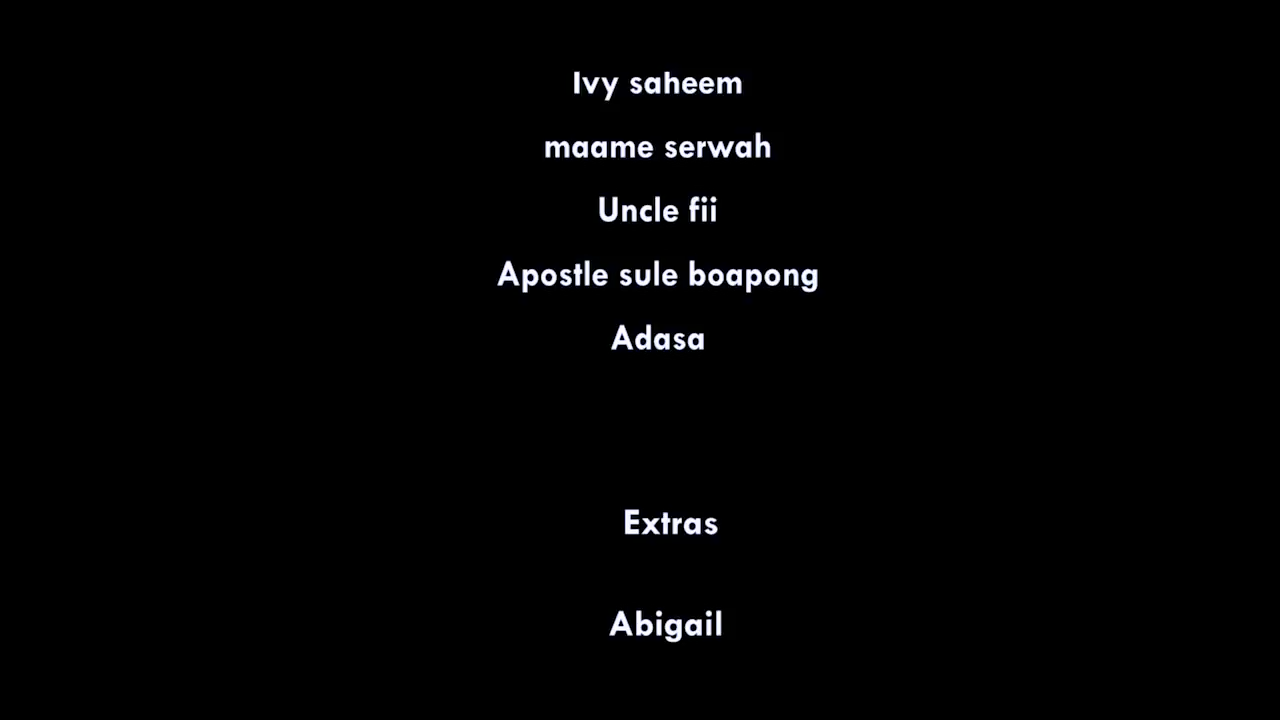 Ivy saheem
maame serwah
Uncle fii
Apostle sule boapong
Adasa
Extras
Abigail